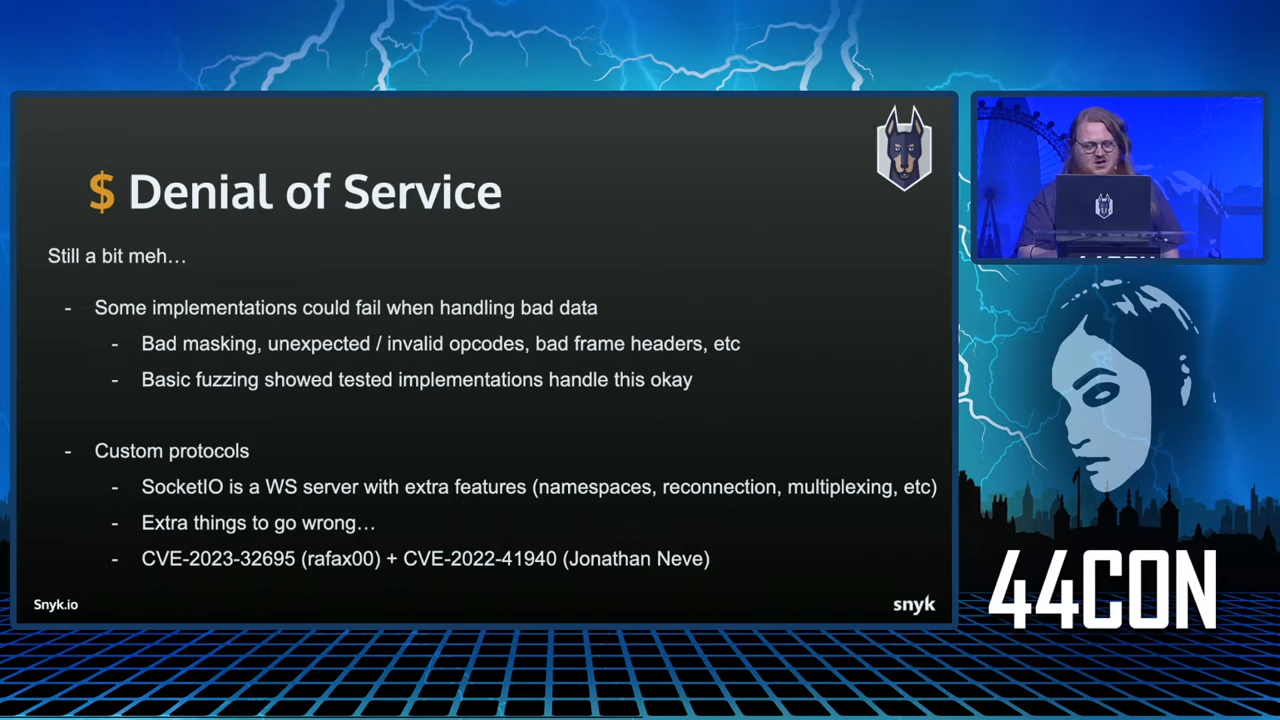 $ Denial of Service
Still a bit meh…
- Some implementations could fail when handling bad data
- Bad masking, unexpected / invalid opcodes, bad frame headers, etc
- Basic fuzzing showed tested implementations handle this okay
- Custom protocols
- SocketIO is a WS server with extra features (namespaces, reconnection, multiplexing, etc)
- Extra things to go wrong…
- CVE-2023-32695 (rafax00) + CVE-2022-41940 (Jonathan Neve)
Snyk.io
snyk
44CON
44CON